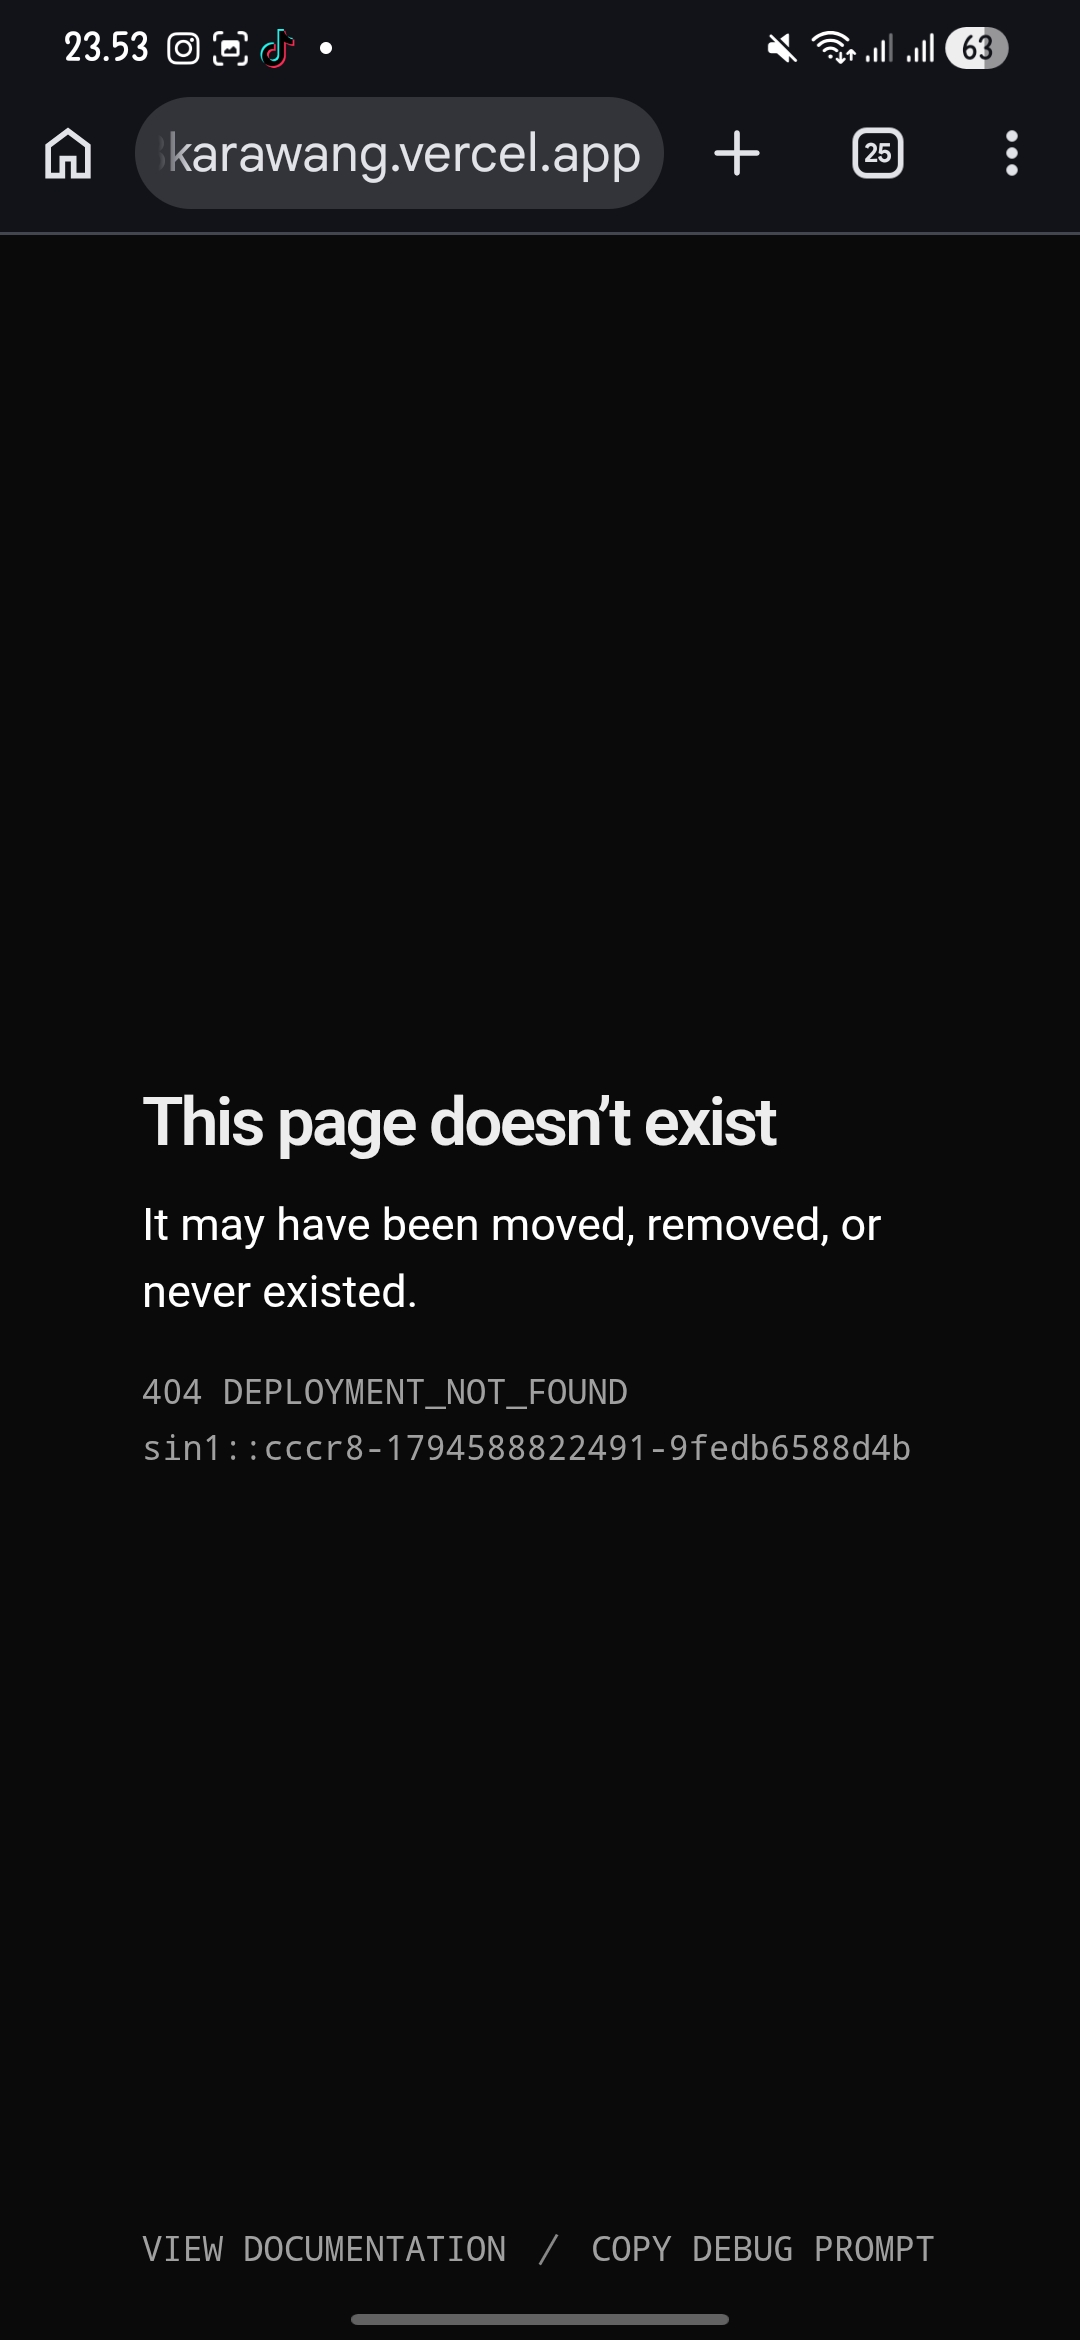 23.53
63
karawang.vercel.app
25
This page doesn’t exist
It may have been moved, removed, or
never existed.
404 DEPLOYMENT_NOT_FOUND
sin1::cccr8-1794588822491-9fedb6588d4b
VIEW DOCUMENTATION / COPY DEBUG PROMPT